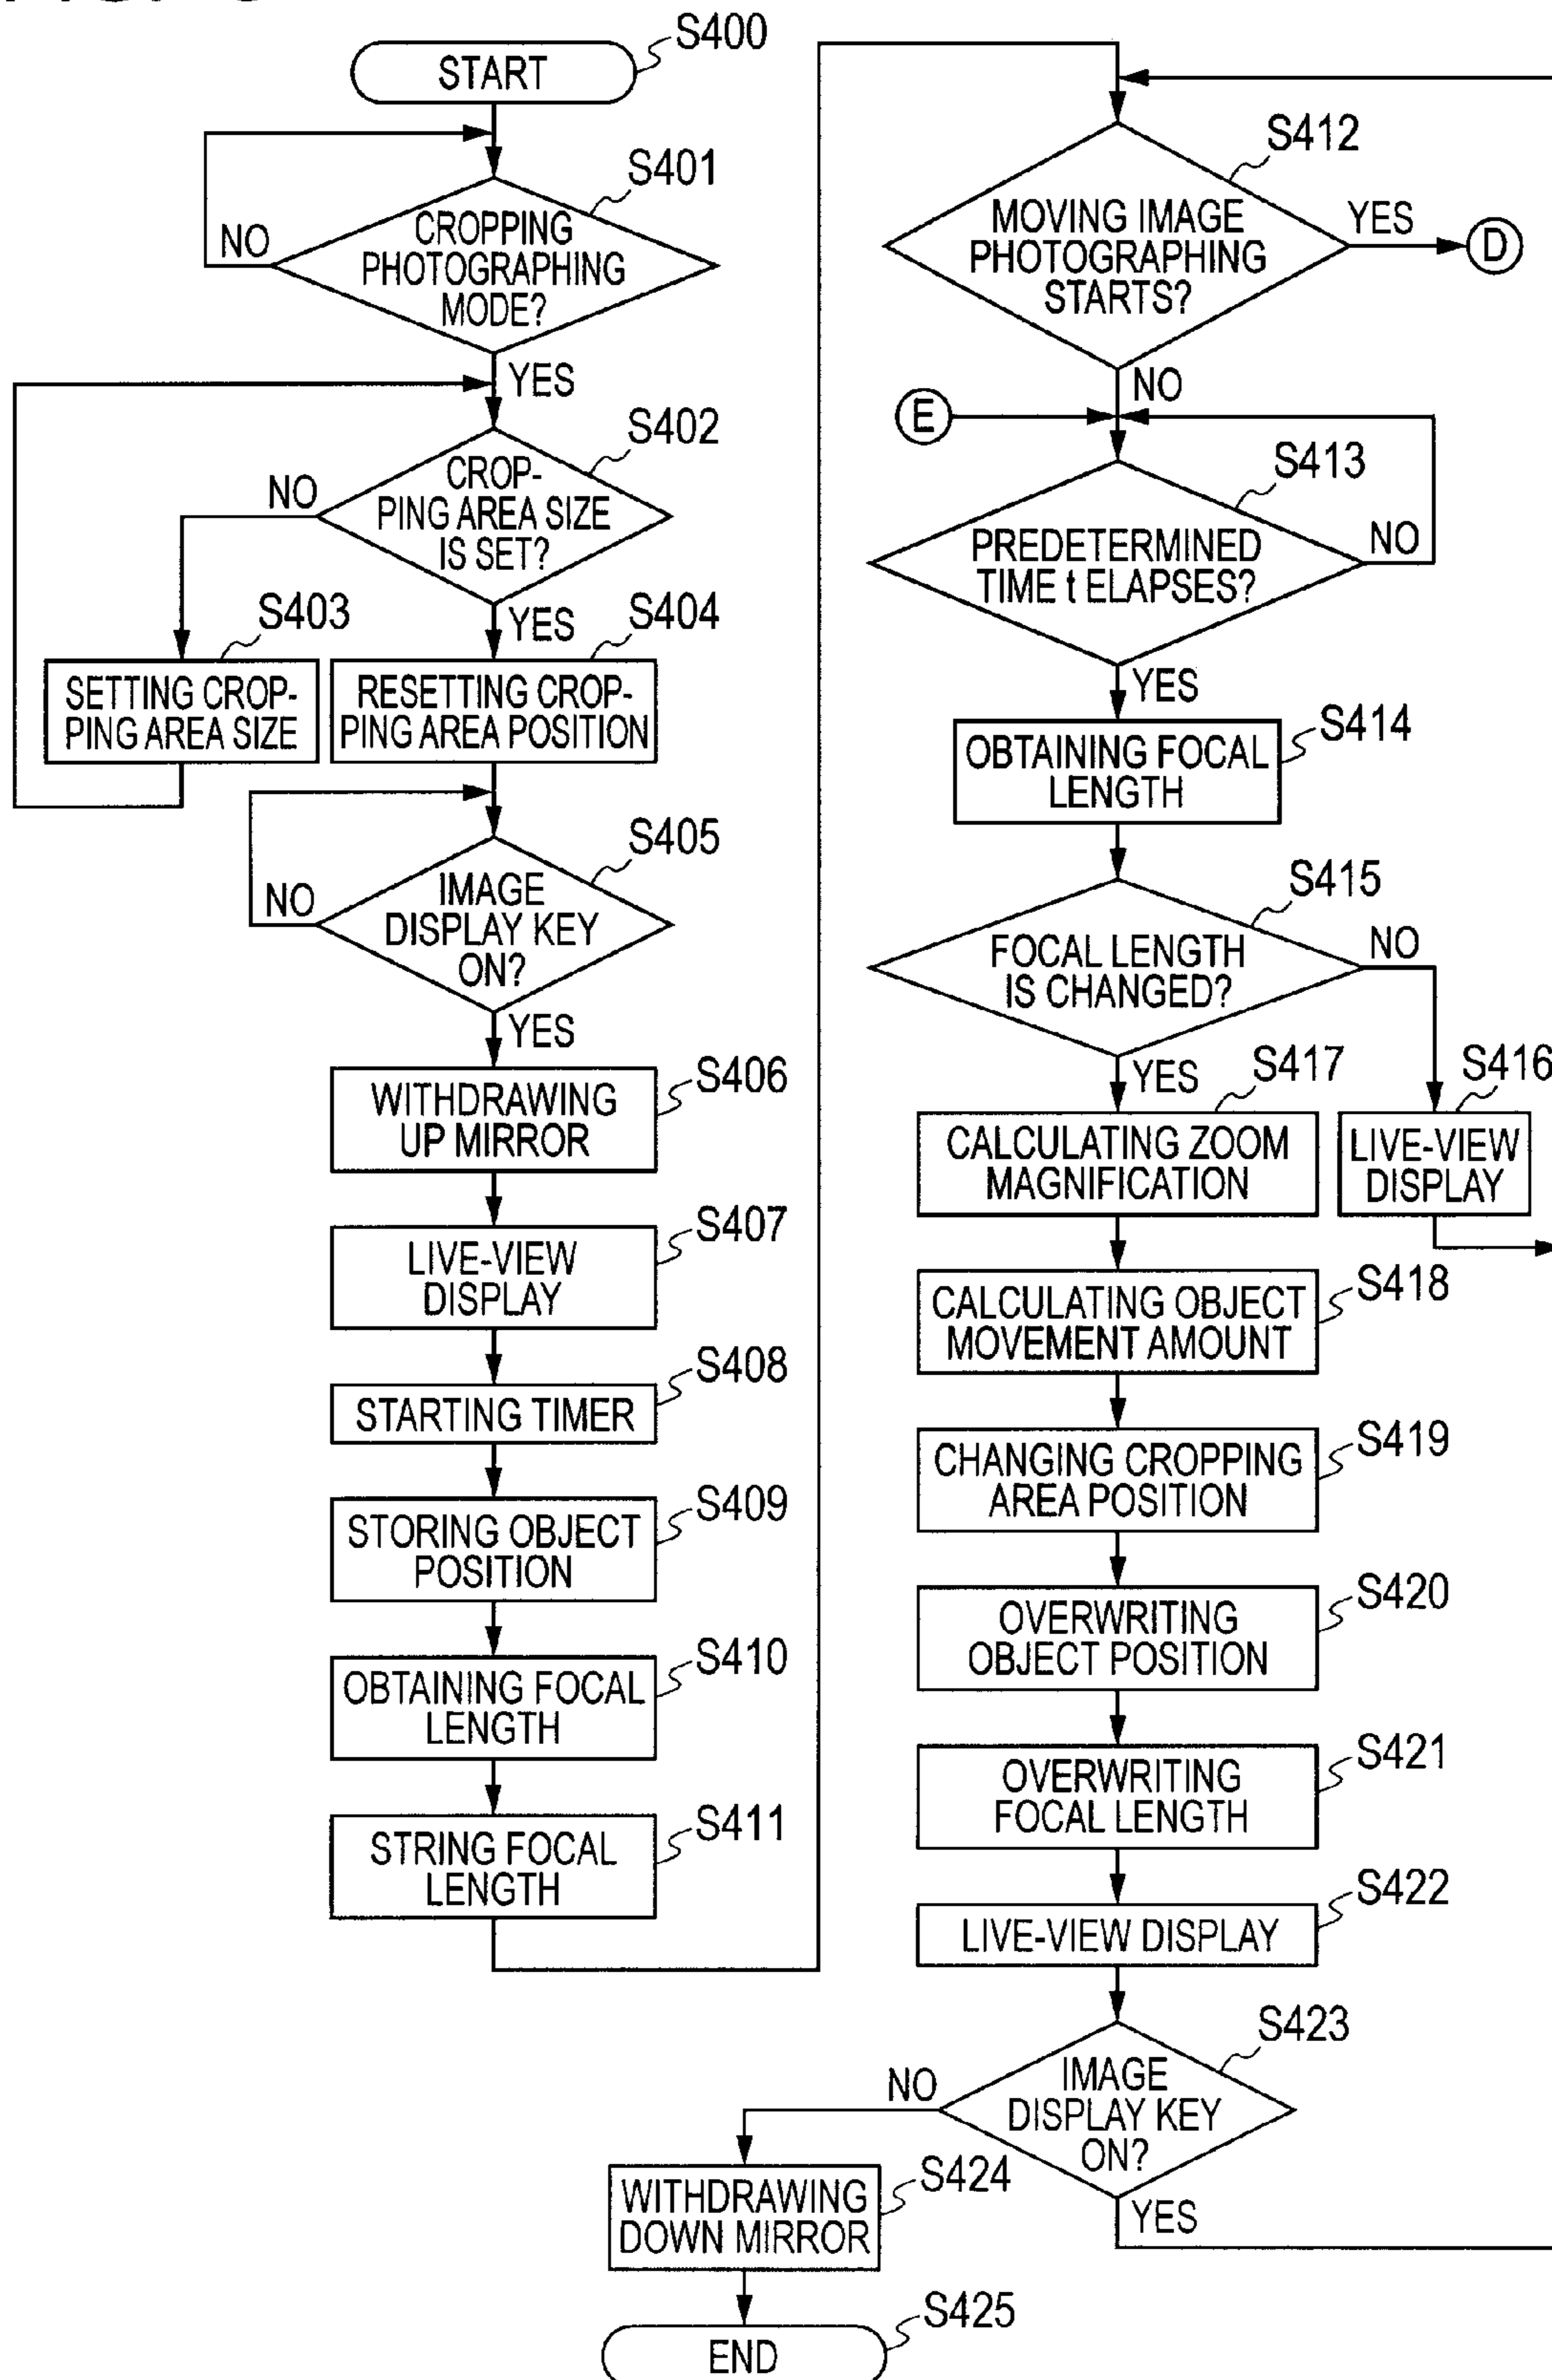 S400
START
S401
CROPPING
PHOTOGRAPHING
MODE?
NO
YES
S402
CROP-
PING AREA SIZE
IS SET?
NO
YES
S403
SETTING CROP-
PING AREA SIZE
S404
RESETTING CROP-
PING AREA POSITION
S405
IMAGE
DISPLAY KEY
ON?
NO
YES
S406
WITHDRAWING
UP MIRROR
S407
LIVE-VIEW
DISPLAY
S408
STARTING TIMER
S409
STORING OBJECT
POSITION
S410
OBTAINING FOCAL
LENGTH
S411
STRING FOCAL
LENGTH
S412
MOVING IMAGE
PHOTOGRAPHING
STARTS?
YES
D
NO
E
S413
PREDETERMINED
TIME t ELAPSES?
NO
YES
S414
OBTAINING FOCAL
LENGTH
S415
FOCAL LENGTH
IS CHANGED?
NO
YES
S416
LIVE-VIEW
DISPLAY
S417
CALCULATING ZOOM
MAGNIFICATION
S418
CALCULATING OBJECT
MOVEMENT AMOUNT
S419
CHANGING CROPPING
AREA POSITION
S420
OVERWRITING
OBJECT POSITION
S421
OVERWRITING
FOCAL LENGTH
S422
LIVE-VIEW DISPLAY
S423
IMAGE
DISPLAY KEY
ON?
NO
YES
S424
WITHDRAWING
DOWN MIRROR
S425
END